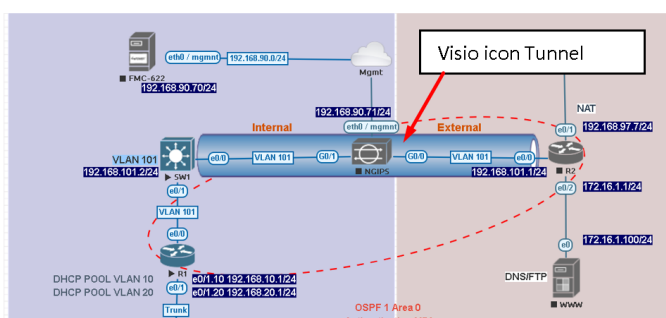 Visio icon Tunnel
eth0 / mgmnt
192.168.90.0/24
FMC-622
192.168.90.70/24
Mgmt
192.168.90.71/24
NAT
eth0 / mgmnt
Internal
External
e0/1
192.168.97.7/24
VLAN 101
192.168.101.2/24
SW1
e0/0
VLAN 101
G0/1
NGIPS
G0/0
VLAN 101
e0/0
192.168.101.1/24
R2
e0/1
e0/2
172.16.1.1/24
VLAN 101
e0/0
e0
172.16.1.100/24
R1
DNS/FTP
DHCP POOL VLAN 10
e0/1.10 192.168.10.1/24
DHCP POOL VLAN 20
e0/1.20 192.168.20.1/24
WWW
e0/1
Trunk
OSPF 1 Area 0